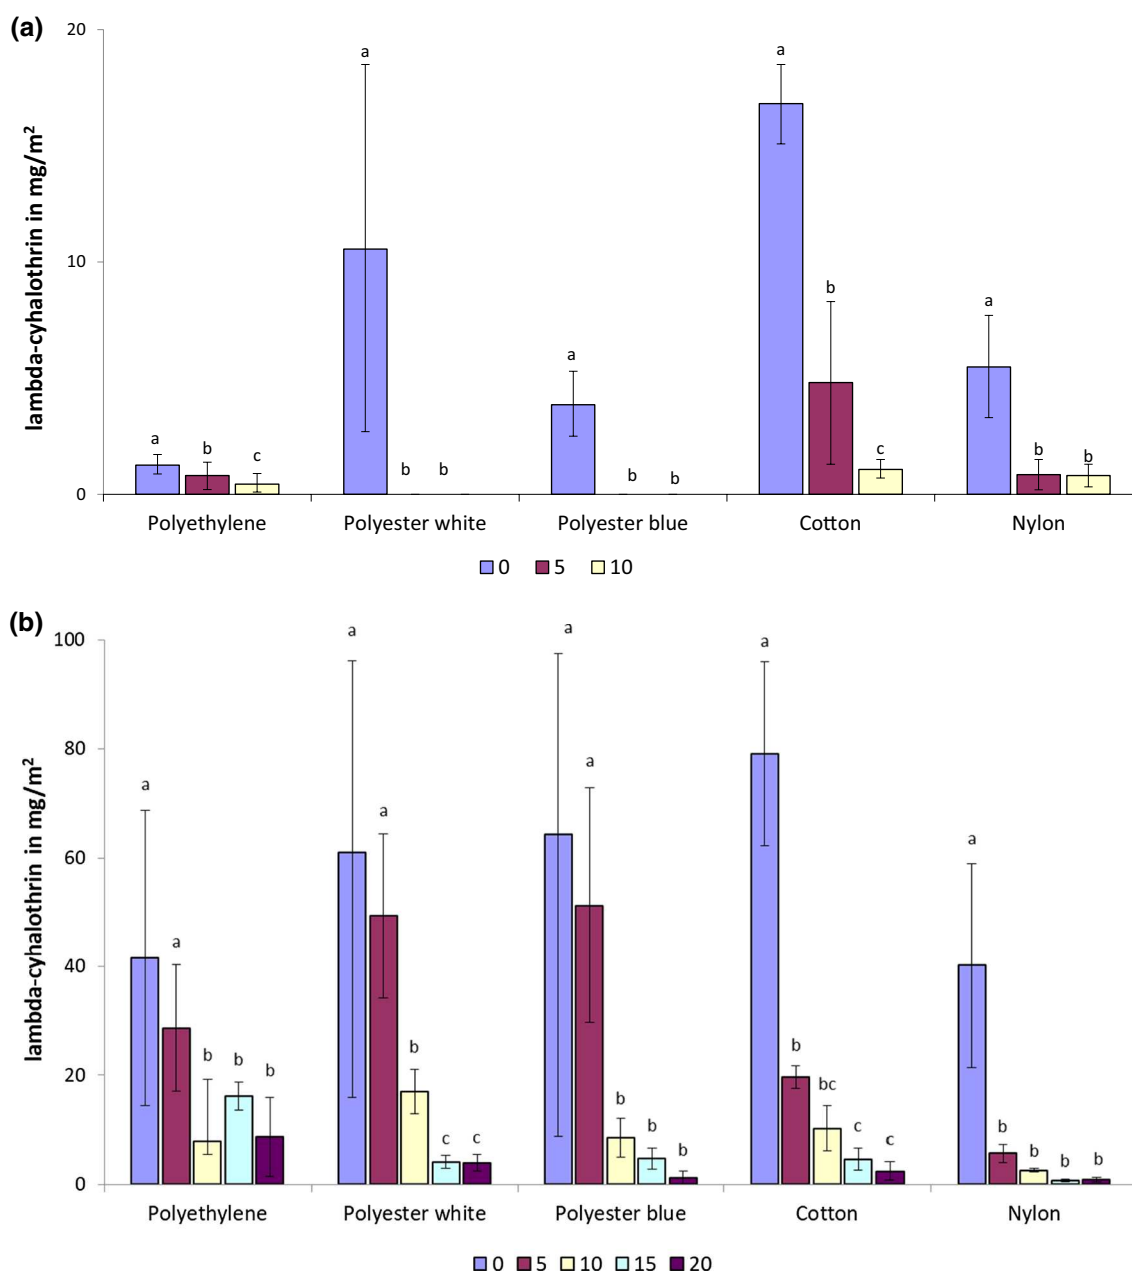 (a)
lambda-cyhalothrin in mg/m²
20
10
0
a b c
a b b
a b b
a b c
a b b
Polyethylene Polyester white Polyester blue Cotton Nylon
0 5 10
(b)
lambda-cyhalothrin in mg/m²
100
80
60
40
20
0
a a b b b
a a b c c
a a b b b
a b bc c c
a b b b b
Polyethylene Polyester white Polyester blue Cotton Nylon
0 5 10 15 20